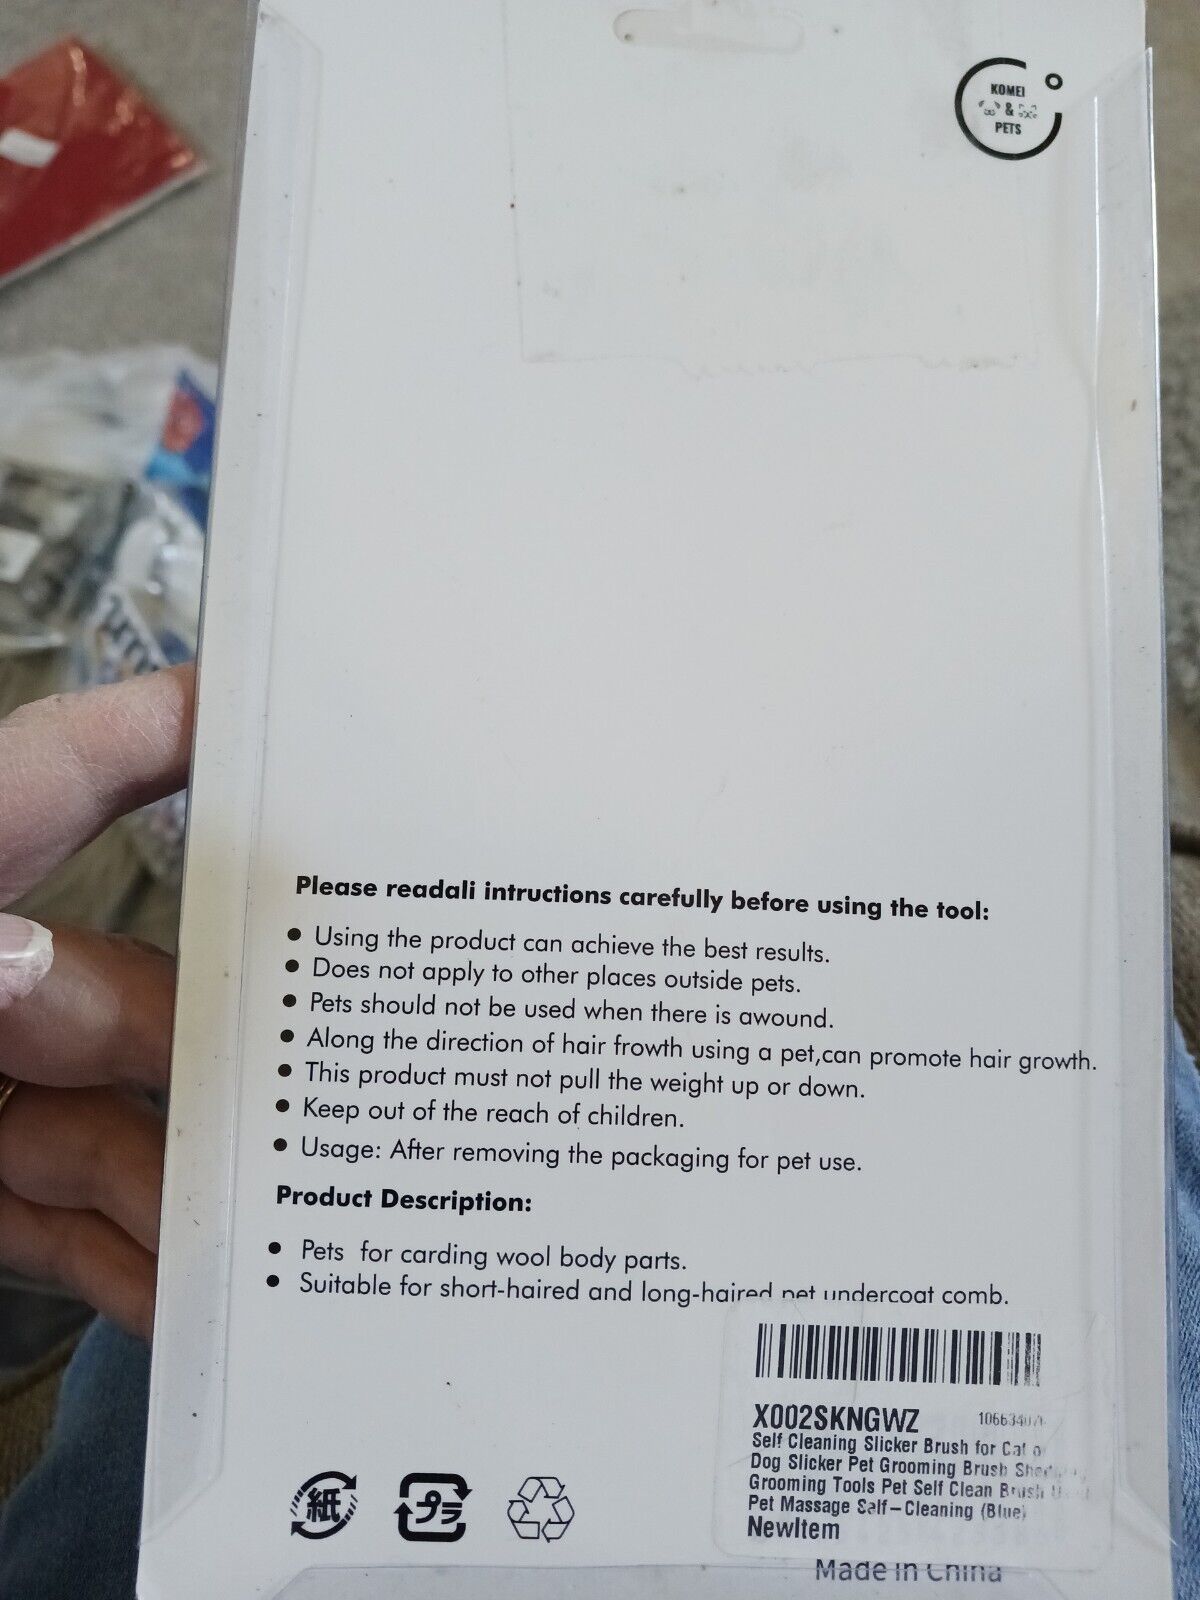 KOMEI
&
PETS
Please readali intructions carefully before using the tool:
• Using the product can achieve the best results.
• Does not apply to other places outside pets.
• Pets should not be used when there is awound.
• Along the direction of hair frowth using a pet,can promote hair growth.
• This product must not pull the weight up or down.
• Keep out of the reach of children.
• Usage: After removing the packaging for pet use.
Product Description:
• Pets for carding wool body parts.
• Suitable for short-haired and long-haired pet undercoat comb.
X002SKNGWZ
Self Cleaning Slicker Brush for Cat
Dog Slicker Pet Grooming Brush
Grooming Tools Pet Self Clean Brush
Pet Massage Self-Cleaning (Blue)
NewItem
紙
プラ
Made in China